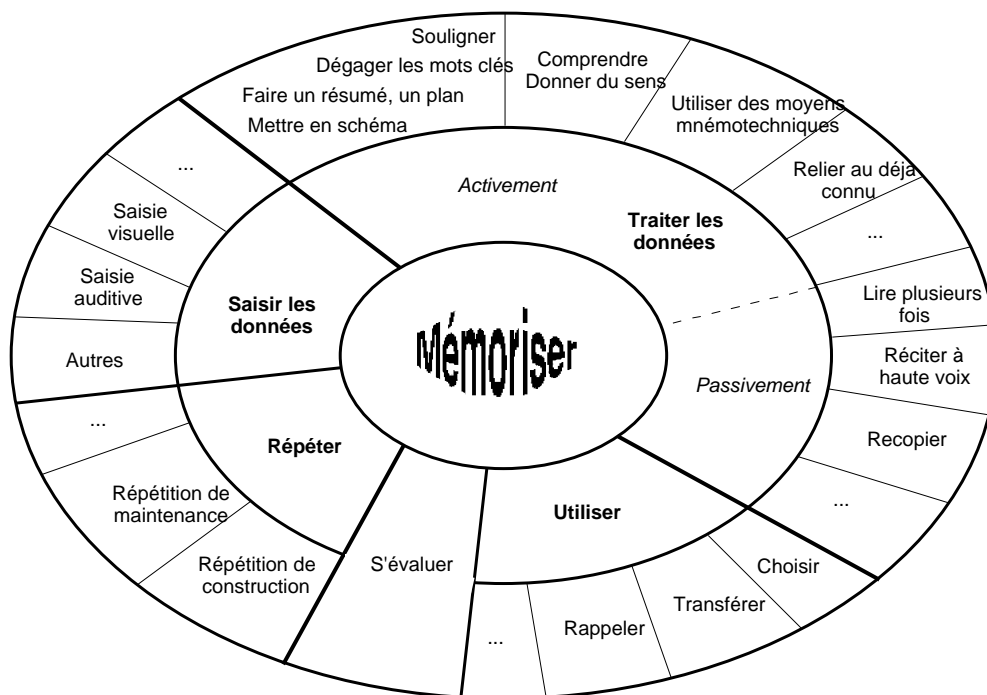 Souligner
Dégager les mots clés
Faire un résumé, un plan
Mettre en schéma
Comprendre
Donner du sens
Utiliser des moyens
mnémotechniques
Relier au déjà
connu
...
Activement
Traiter les
données
...
Saisie
visuelle
Saisie
auditive
Autres
Saisir les
données
Mémoriser
Lire plusieurs
fois
Réciter à
haute voix
Recopier
...
Passivement
...
Répétition de
maintenance
Répétition de
construction
Répéter
S'évaluer
Utiliser
...
Rappeler
Transférer
Choisir